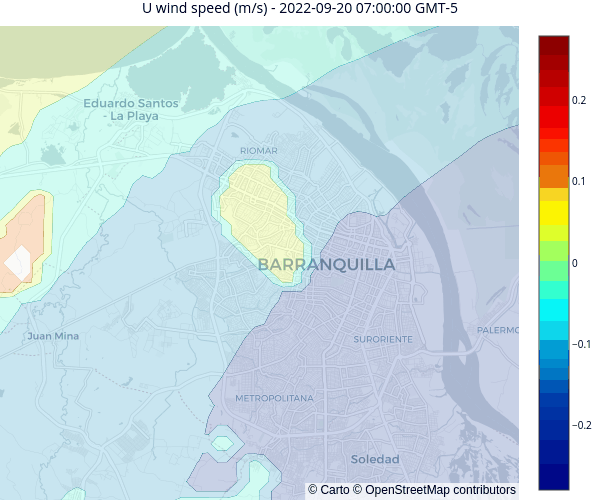 U wind speed (m/s) - 2022-09-20 07:00:00 GMT-5
Eduardo Santos
- La Playa
RIOMAR
BARRANQUILLA
Juan Mina
SURORIENTE
PALERMO
METROPOLITANA
Soledad
© Carto © OpenStreetMap contributors
0.2
0.1
0
−0.1
−0.2